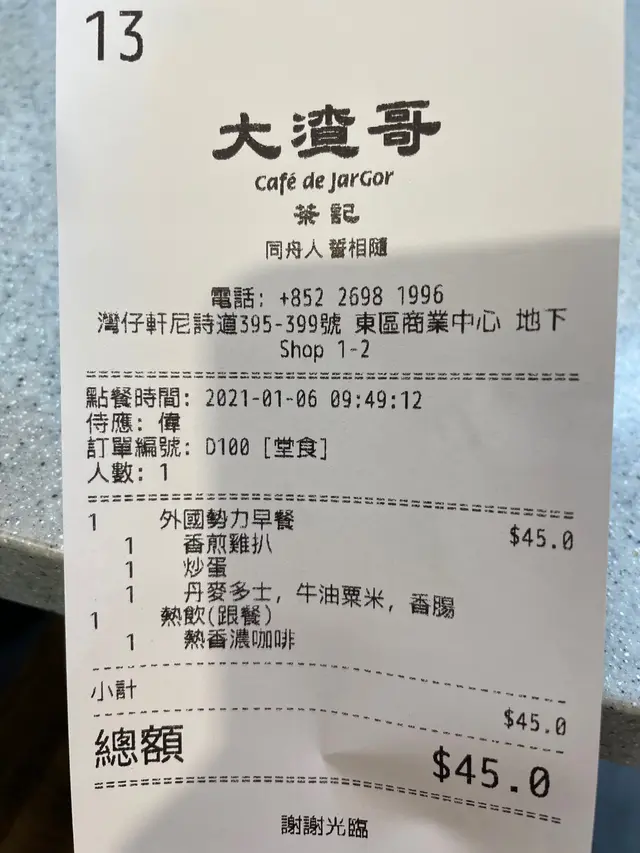 13
大渣哥
Café de JarGor
茶記
同舟人誓相隨
電話: +852 2698 1996
灣仔軒尼詩道395-399號 東區商業中心 地下
Shop 1-2
點餐時間: 2021-01-06 09:49:12
侍應: 偉
訂單編號: D100 [堂食]
人數: 1
1 外國勢力早餐 $45.0
1 香煎雞扒
1 炒蛋
1 丹麥多士, 牛油粟米, 香腸
1 熱飲(跟餐)
1 熱香濃咖啡
小計 $45.0
總額 $45.0
謝謝光臨